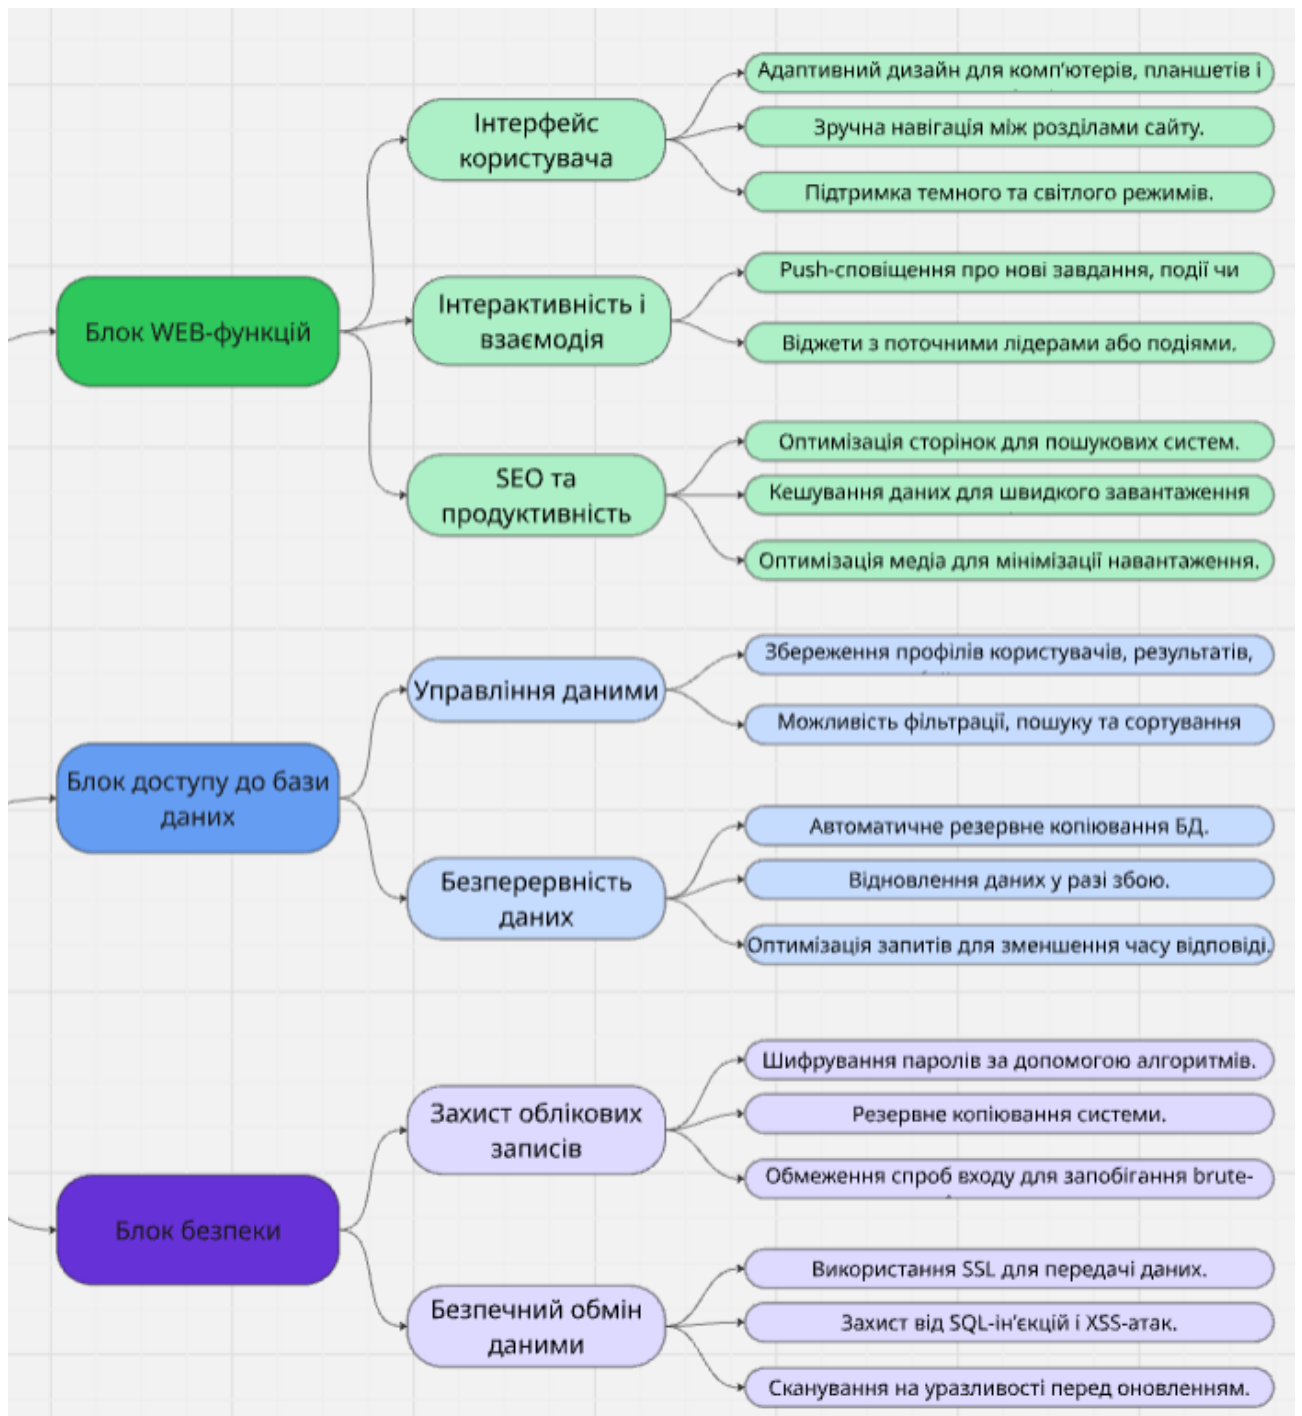 Блок WEB-функцій
Інтерфейс
користувача
Адаптивний дизайн для комп'ютерів, планшетів і
Зручна навігація між розділами сайту.
Підтримка темного та світлого режимів.
Інтерактивність і
взаємодія
Push-сповіщення про нові завдання, події чи
Віджети з поточними лідерами або подіями.
SEO та
продуктивність
Оптимізація сторінок для пошукових систем.
Кешування даних для швидкого завантаження
Оптимізація медіа для мінімізації навантаження.
Блок доступу до бази
даних
Управління даними
Збереження профілів користувачів, результатів,
Можливість фільтрації, пошуку та сортування
Безперервність
даних
Автоматичне резервне копіювання БД.
Відновлення даних у разі збою.
Оптимізація запитів для зменшення часу відповіді.
Блок безпеки
Захист облікових
записів
Шифрування паролів за допомогою алгоритмів.
Резервне копіювання системи.
Обмеження спроб входу для запобігання brute-
Безпечний обмін
даними
Використання SSL для передачі даних.
Захист від SQL-ін'єкцій і XSS-атак.
Сканування на уразливості перед оновленням.